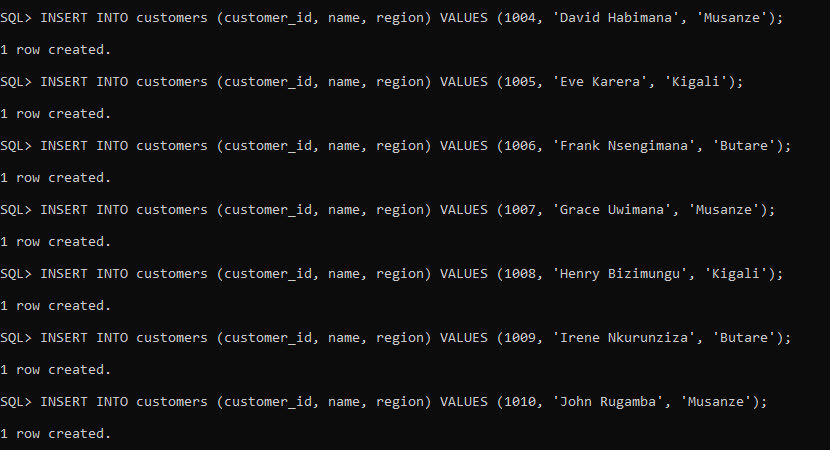 SQL> INSERT INTO customers (customer_id, name, region) VALUES (1004, 'David Habimana', 'Musanze');
1 row created.
SQL> INSERT INTO customers (customer_id, name, region) VALUES (1005, 'Eve Karera', 'Kigali');
1 row created.
SQL> INSERT INTO customers (customer_id, name, region) VALUES (1006, 'Frank Nsengimana', 'Butare');
1 row created.
SQL> INSERT INTO customers (customer_id, name, region) VALUES (1007, 'Grace Uwimana', 'Musanze');
1 row created.
SQL> INSERT INTO customers (customer_id, name, region) VALUES (1008, 'Henry Bizimungu', 'Kigali');
1 row created.
SQL> INSERT INTO customers (customer_id, name, region) VALUES (1009, 'Irene Nkurunziza', 'Butare');
1 row created.
SQL> INSERT INTO customers (customer_id, name, region) VALUES (1010, 'John Rugamba', 'Musanze');
1 row created.